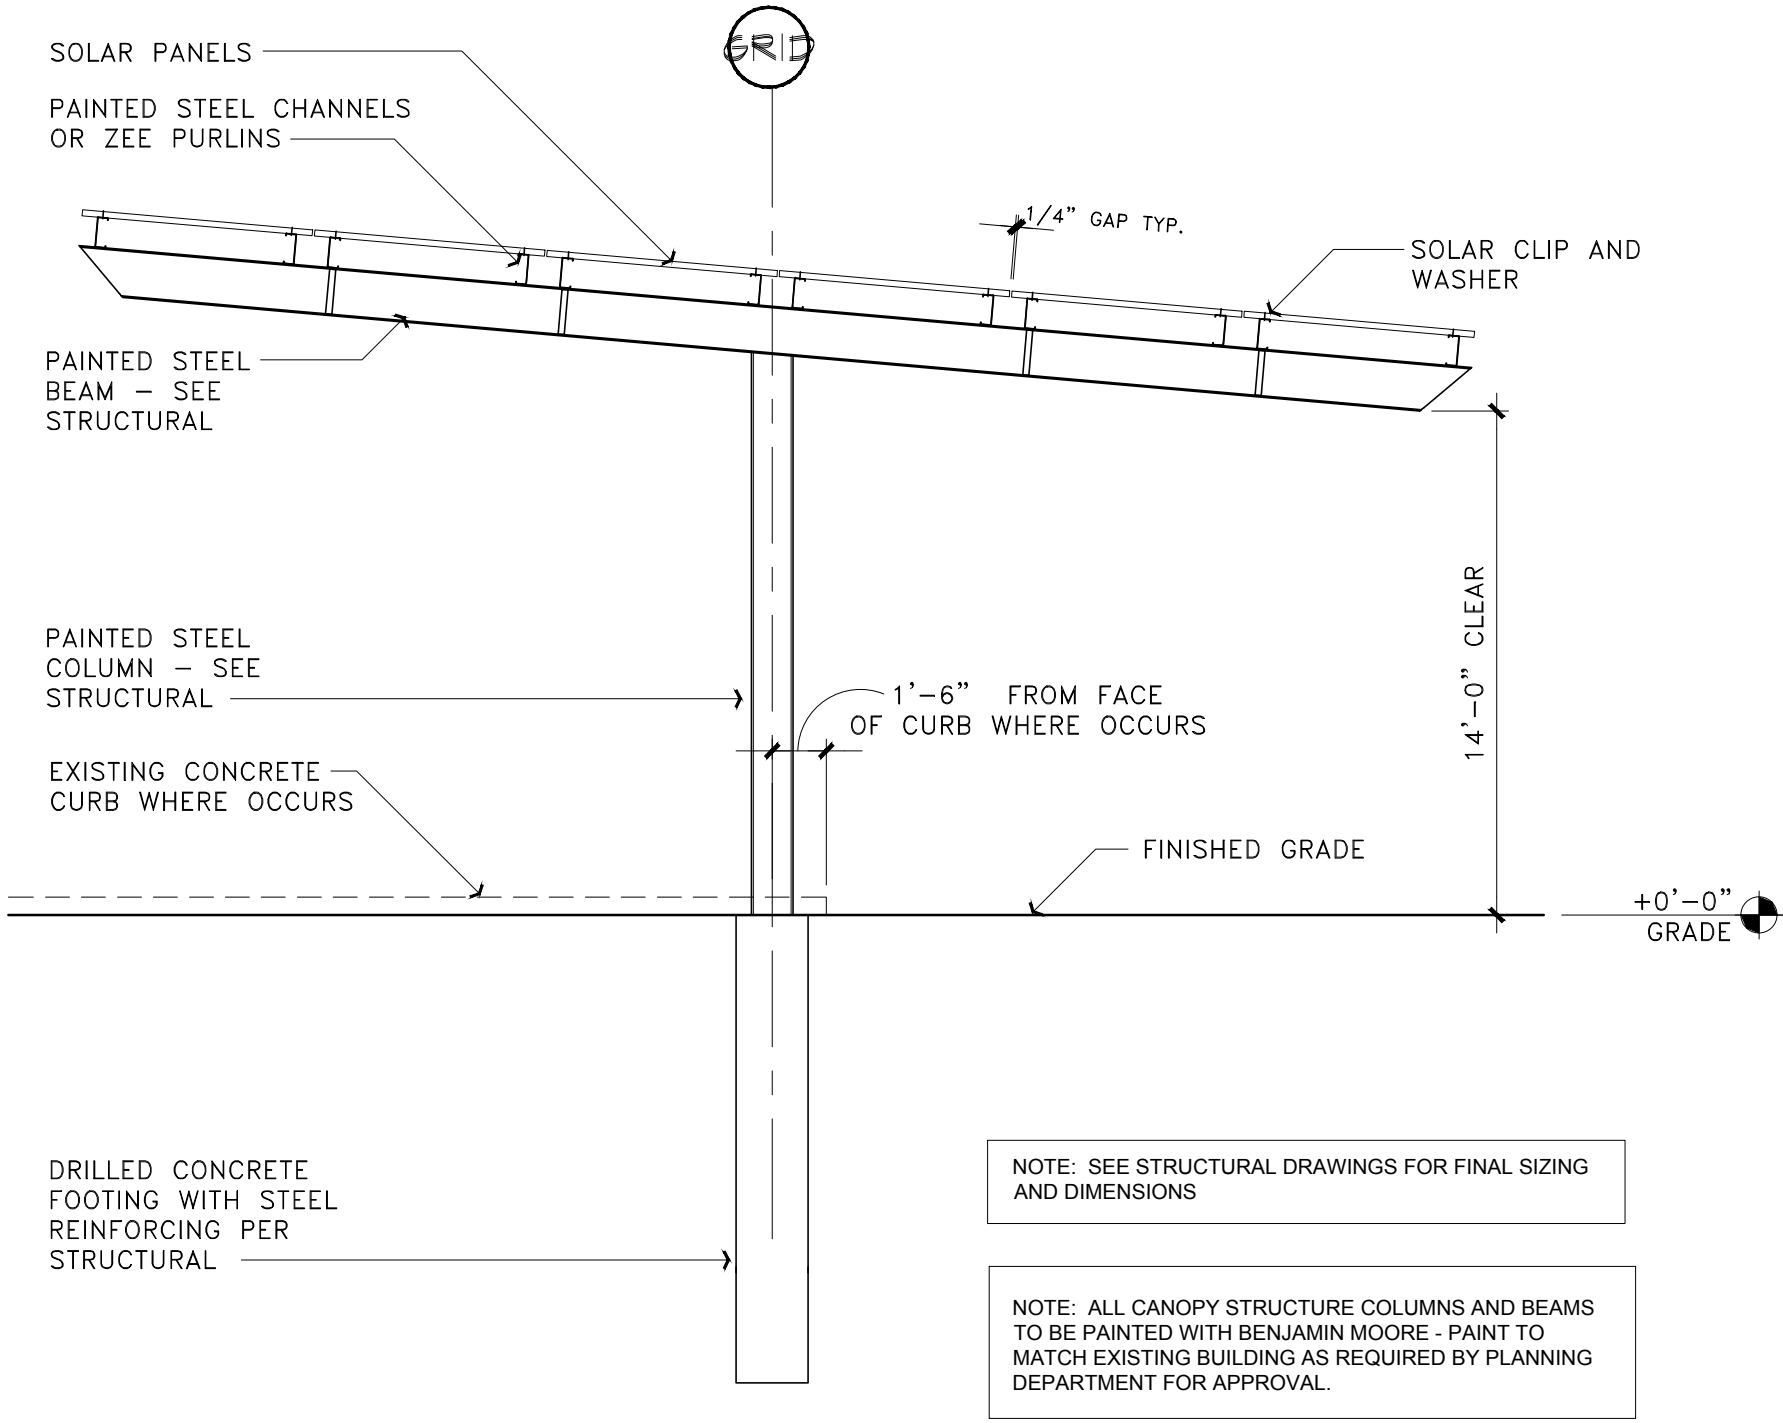 GRID
SOLAR PANELS
PAINTED STEEL CHANNELS
OR ZEE PURLINS
1/4" GAP TYP.
SOLAR CLIP AND
WASHER
PAINTED STEEL
BEAM – SEE
STRUCTURAL
14'–0" CLEAR
PAINTED STEEL
COLUMN – SEE
STRUCTURAL
1'–6" FROM FACE
OF CURB WHERE OCCURS
EXISTING CONCRETE
CURB WHERE OCCURS
FINISHED GRADE
+0'–0"
GRADE
DRILLED CONCRETE
FOOTING WITH STEEL
REINFORCING PER
STRUCTURAL
NOTE: SEE STRUCTURAL DRAWINGS FOR FINAL SIZING
AND DIMENSIONS
NOTE: ALL CANOPY STRUCTURE COLUMNS AND BEAMS
TO BE PAINTED WITH BENJAMIN MOORE - PAINT TO
MATCH EXISTING BUILDING AS REQUIRED BY PLANNING
DEPARTMENT FOR APPROVAL.